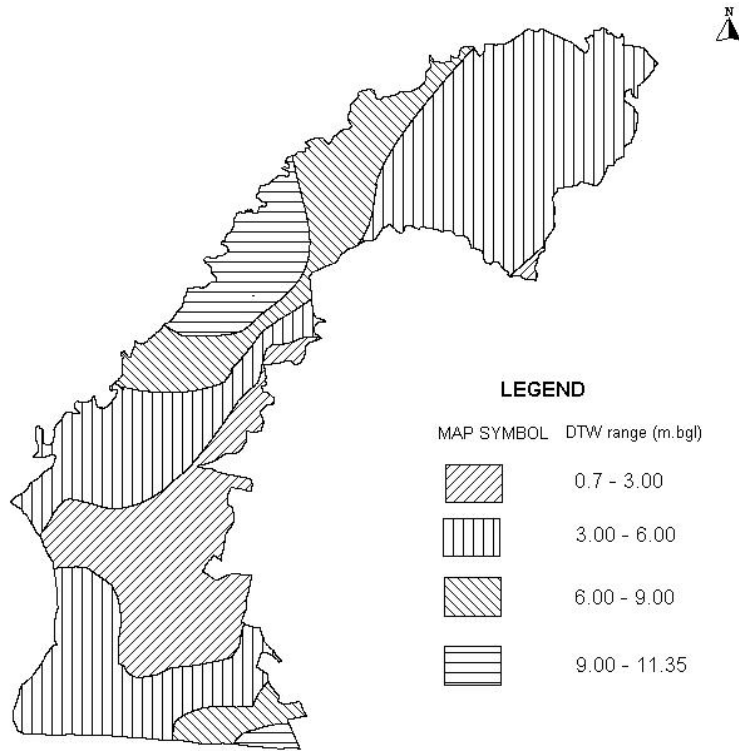 N
LEGEND
MAP SYMBOL DTW range (m.bgl)
0.7 - 3.00
3.00 - 6.00
6.00 - 9.00
9.00 - 11.35